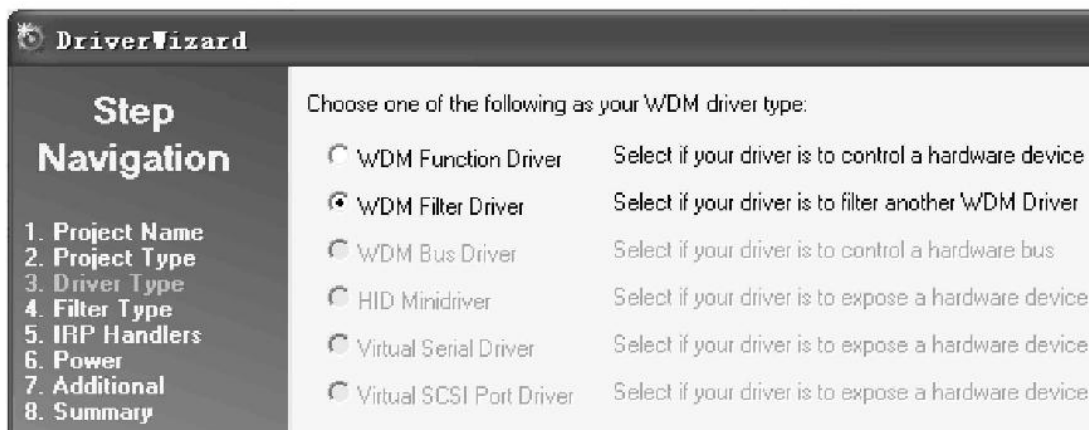 DriverWizard
Step
Navigation
1. Project Name
2. Project Type
3. Driver Type
4. Filter Type
5. IRP Handlers
6. Power
7. Additional
8. Summary
Choose one of the following as your WDM driver type:
WDM Function Driver Select if your driver is to control a hardware device
WDM Filter Driver Select if your driver is to filter another WDM Driver
WDM Bus Driver Select if your driver is to control a hardware bus
HID Minidriver Select if your driver is to expose a hardware device
Virtual Serial Driver Select if your driver is to expose a hardware device
Virtual SCSI Port Driver Select if your driver is to expose a hardware device